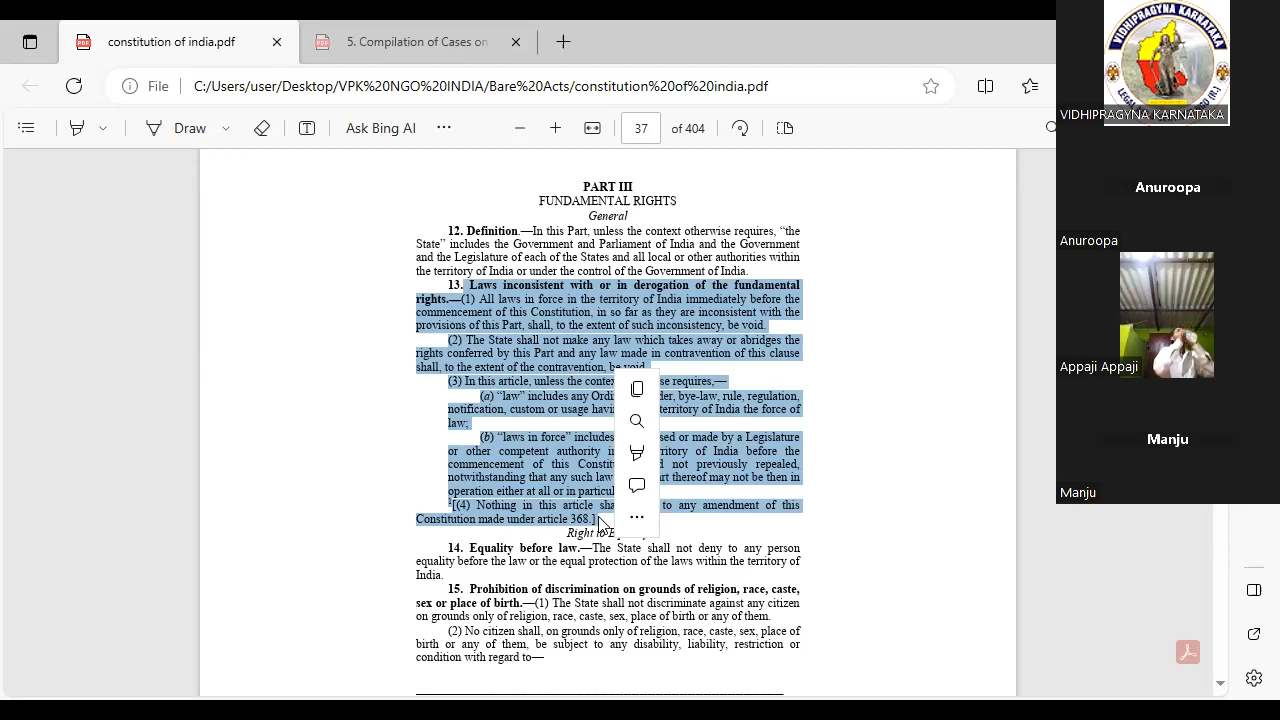 constitution of india.pdf
5. Compilation of Cases on
File
C:/Users/user/Desktop/VPK%20NGO%20INDIA/Bare%20Acts/constitution%20of%20india.pdf
Draw
Ask Bing AI
37
of 404
PART III
FUNDAMENTAL RIGHTS
General
12. Definition.—In this Part, unless the context otherwise requires, “the
State” includes the Government and Parliament of India and the Government
and the Legislature of each of the States and all local or other authorities within
the territory of India or under the control of the Government of India.
13. Laws inconsistent with or in derogation of the fundamental
rights.—(1) All laws in force in the territory of India immediately before the
commencement of this Constitution, in so far as they are inconsistent with the
provisions of this Part, shall, to the extent of such inconsistency, be void.
(2) The State shall not make any law which takes away or abridges the
rights conferred by this Part and any law made in contravention of this clause
shall, to the extent of the contravention, be void.
(3) In this article, unless the contex se requires,—
(a) “law” includes any Ordi der, bye-law, rule, regulation,
notification, custom or usage havi territory of India the force of
law;
(b) “laws in force” includes sed or made by a Legislature
or other competent authority in ritory of India before the
commencement of this Constitu d not previously repealed,
notwithstanding that any such law rt thereof may not be then in
operation either at all or in particul
1[(4) Nothing in this article sha to any amendment of this
Constitution made under article 368.]
Right to E
14. Equality before law.—The State shall not deny to any person
equality before the law or the equal protection of the laws within the territory of
India.
15. Prohibition of discrimination on grounds of religion, race, caste,
sex or place of birth.—(1) The State shall not discriminate against any citizen
on grounds only of religion, race, caste, sex, place of birth or any of them.
(2) No citizen shall, on grounds only of religion, race, caste, sex, place of
birth or any of them, be subject to any disability, liability, restriction or
condition with regard to—
VIDHIPRAGYNA KARNATAKA
VIDHIPRAGYNA KARNATAKA
Anuroopa
Anuroopa
Appaji Appaji
Manju
Manju